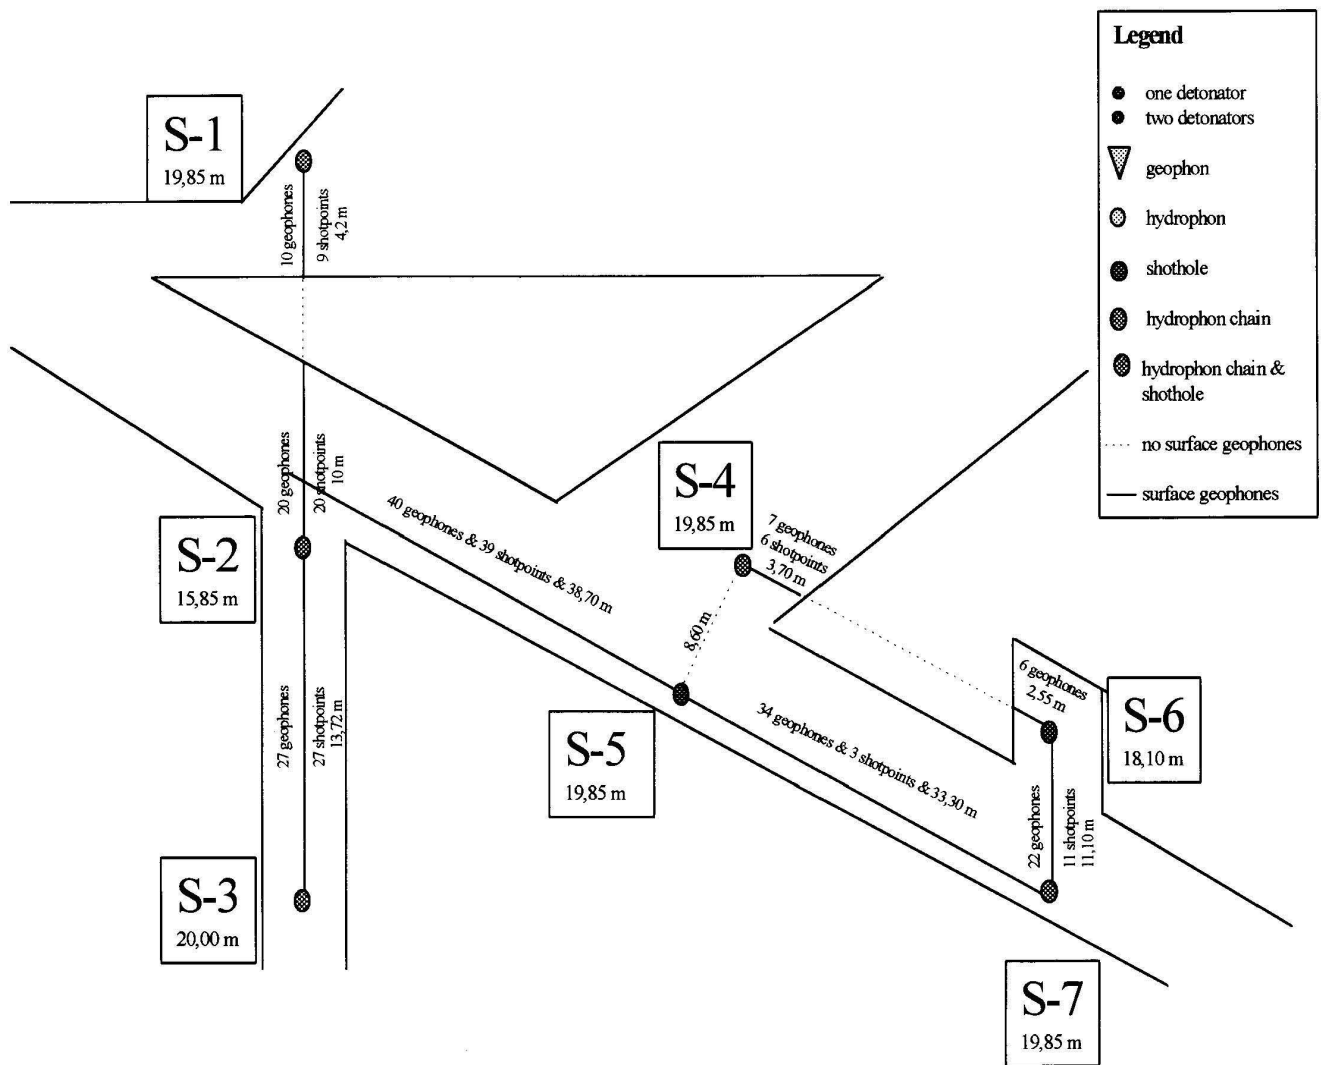 Legend
one detonator
two detonators
geophon
hydrophon
shothole
hydrophon chain
hydrophon chain &
shothole
no surface geophones
surface geophones
S-1
19,85 m
10 geophones
9 shotpoints
4,2 m
20 geophones
20 shotpoints
10 m
S-2
15,85 m
40 geophones & 39 shotpoints & 38,70 m
S-4
19,85 m
7 geophones
6 shotpoints
3,70 m
8,60 m
27 geophones
27 shotpoints
13,72 m
S-5
19,85 m
34 geophones & 3 shotpoints & 33,30 m
6 geophones
2,55 m
S-6
18,10 m
22 geophones
11 shotpoints
11,10 m
S-3
20,00 m
S-7
19,85 m